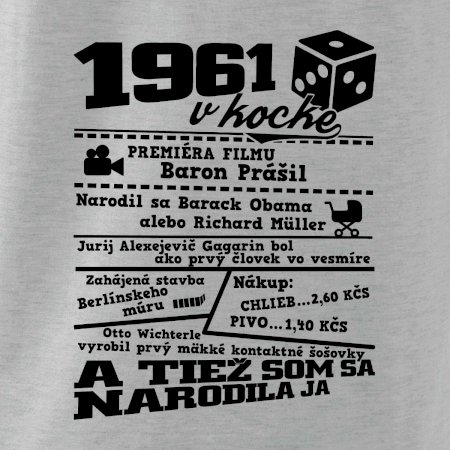 1961
v kocke
PREMIÉRA FILMU
Baron Prášil
Narodil sa Barack Obama
alebo Richard Müller
Jurij Alexejevič Gagarin bol
ako prvý človek vo vesmíre
Zahájená stavba
Berlínskeho
múru
Nákup:
CHLIEB...2,60 KČS
PIVO...1,40 KČS
Otto Wichterle
vyrobil prvý mäkké kontaktné šošovky
A TIEŽ SOM SA
NARODILA JA